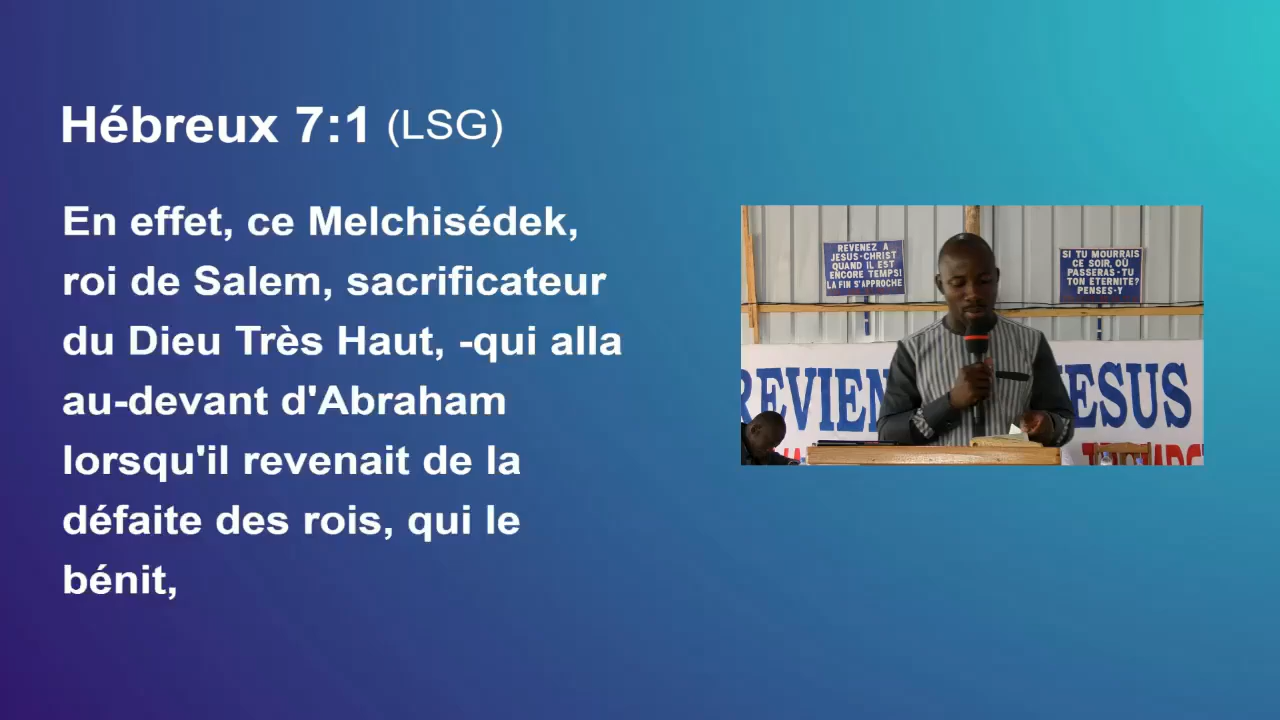 Hébreux 7:1 (LSG)
En effet, ce Melchisédek,
roi de Salem, sacrificateur
du Dieu Très Haut, -qui alla
au-devant d'Abraham
lorsqu'il revenait de la
défaite des rois, qui le
bénit,
REVENEZ A
JESUS-CHRIST
QUAND IL EST
ENCORE TEMPS!
LA FIN S'APPROCHE
SI TU MOURRAIS
CE SOIR, OÙ
PASSERAS-TU
TON ETERNITE?
PENSES-Y
REVIEN
ESUS